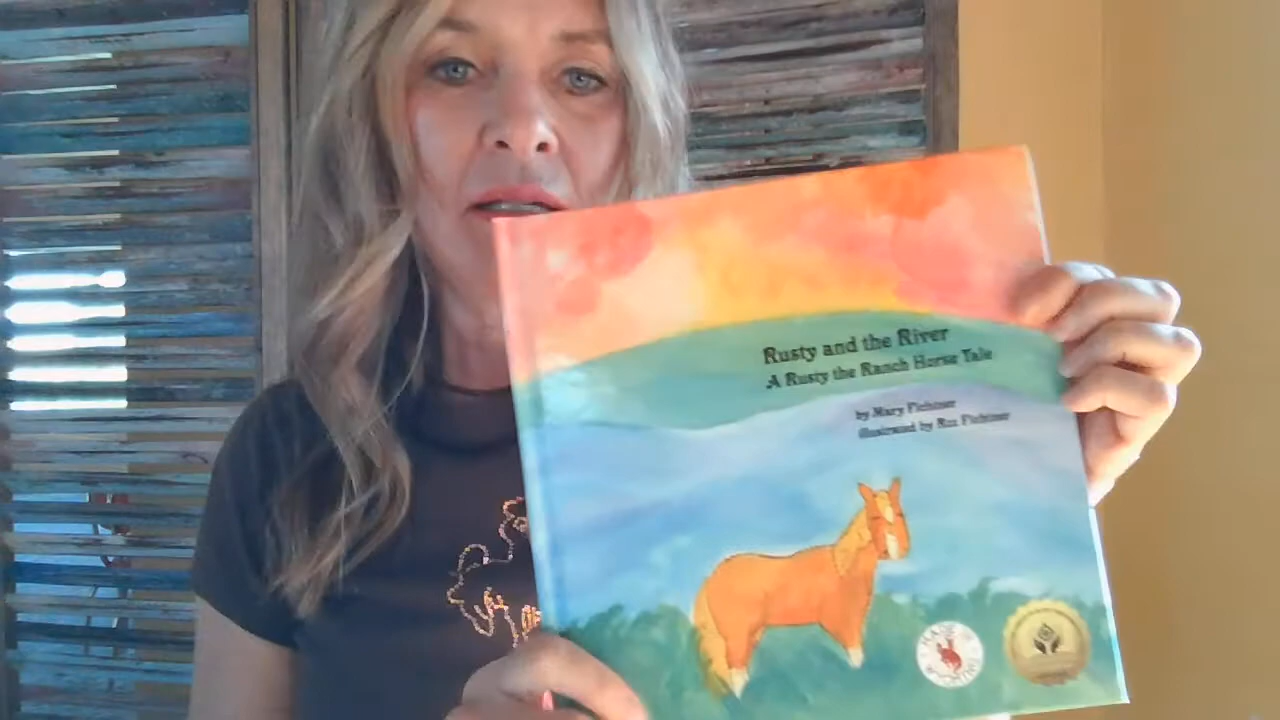 Rusty and the River
A Rusty the Ranch Horse Tale
by Mary Fichtner
illustrated by Roz Fichtner